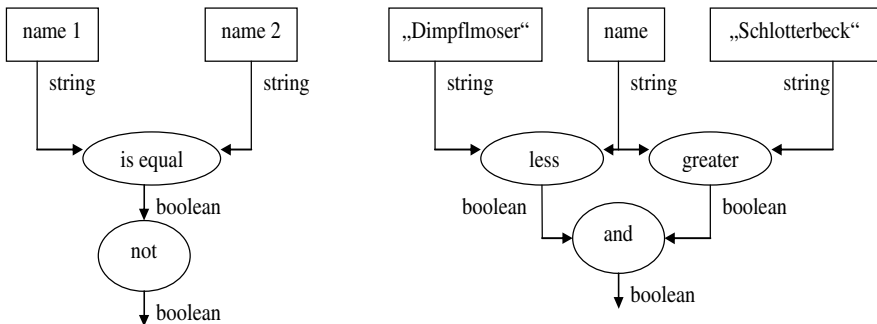 name 1
name 2
string
string
is equal
boolean
not
boolean
„Dimpflmoser“
name
„Schlotterbeck“
string
string
string
less
greater
boolean
boolean
and
boolean